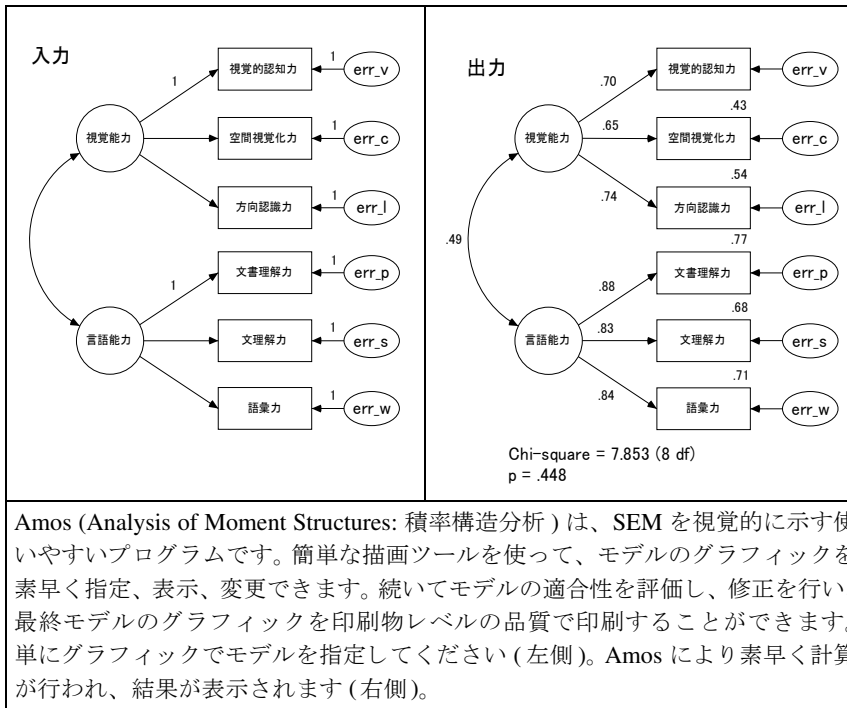 入力
1
視覚的認知力
1
err_v
視覚能力
空間視覚化力
1
err_c
方向認識力
1
err_l
1
文書理解力
1
err_p
言語能力
文理解力
1
err_s
語彙力
1
err_w
出力
.70
視覚的認知力
err_v
.43
視覚能力
.65
空間視覚化力
err_c
.54
.74
方向認識力
err_l
.49
.77
.88
文書理解力
err_p
.68
言語能力
.83
文理解力
err_s
.71
.84
語彙力
err_w
Chi-square = 7.853 (8 df)
p = .448
Amos (Analysis of Moment Structures: 積率構造分析 ) は、SEM を視覚的に示す使
いやすいプログラムです。簡単な描画ツールを使って、モデルのグラフィックを
素早く指定、表示、変更できます。続いてモデルの適合性を評価し、修正を行い
最終モデルのグラフィックを印刷物レベルの品質で印刷することができます。
単にグラフィックでモデルを指定してください ( 左側 )。Amos により素早く計算
が行われ、結果が表示されます ( 右側 )。